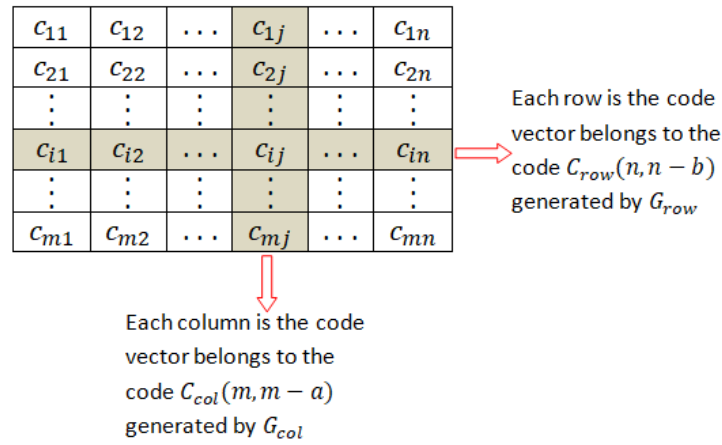 c11 c12 ... c1j ... c1n
c21 c22 ... c2j ... c2n
⋮ ⋮ ⋮ ⋮ ⋮ ⋮
ci1 ci2 ... cij ... cin
⋮ ⋮ ⋮ ⋮ ⋮ ⋮
cm1 cm2 ... cmj ... cmn
Each row is the code
vector belongs to the
code Crow(n, n − b)
generated by Grow
Each column is the code
vector belongs to the
code Ccol(m, m − a)
generated by Gcol